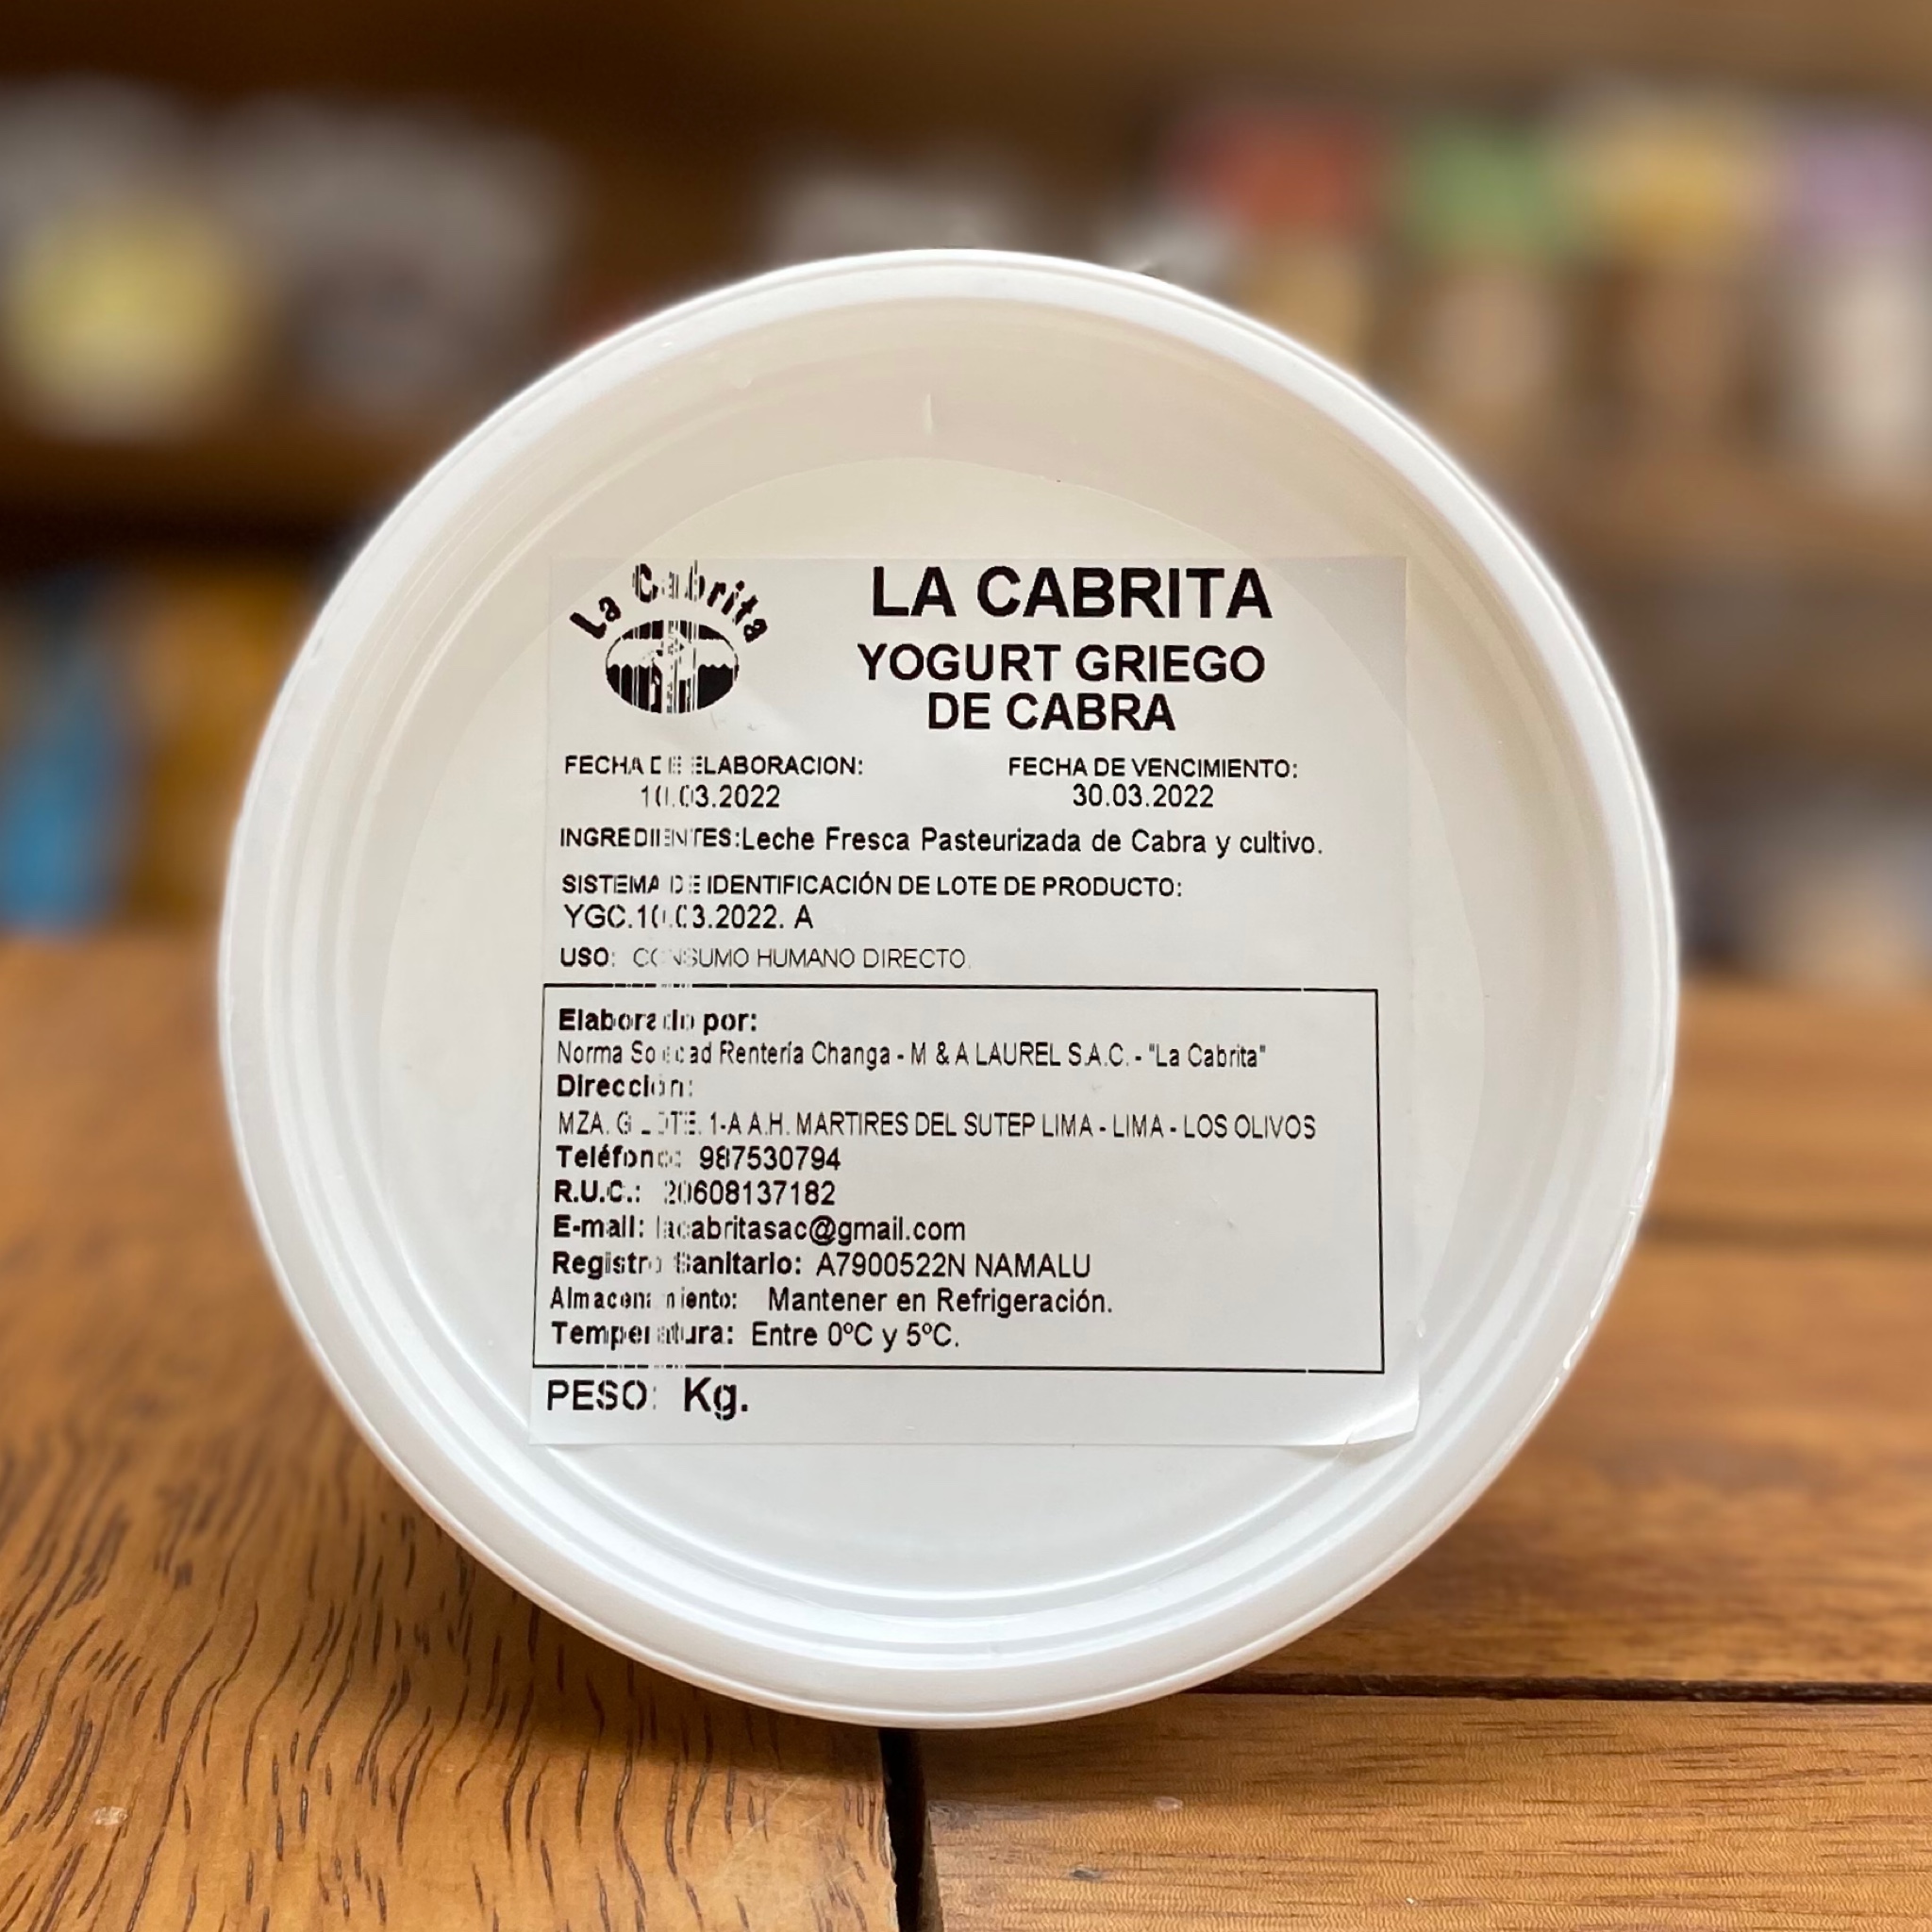 La Cabrita
LA CABRITA
YOGURT GRIEGO
DE CABRA
FECHA DE ELABORACION:
10.03.2022
FECHA DE VENCIMIENTO:
30.03.2022
INGREDIENTES:Leche Fresca Pasteurizada de Cabra y cultivo.
SISTEMA DE IDENTIFICACIÓN DE LOTE DE PRODUCTO:
YGC.10.03.2022. A
USO: CONSUMO HUMANO DIRECTO.
Elaborado por:
Norma Soledad Rentería Changa - M & A LAUREL S.A.C. - "La Cabrita"
Dirección:
MZA. G LOTE. 1-A A.H. MARTIRES DEL SUTEP LIMA - LIMA - LOS OLIVOS
Teléfono: 987530794
R.U.C.: 20608137182
E-mail: lacabritasac@gmail.com
Registro Sanitario: A7900522N NAMALU
Almacenamiento: Mantener en Refrigeración.
Temperatura: Entre 0ºC y 5ºC.
PESO: Kg.